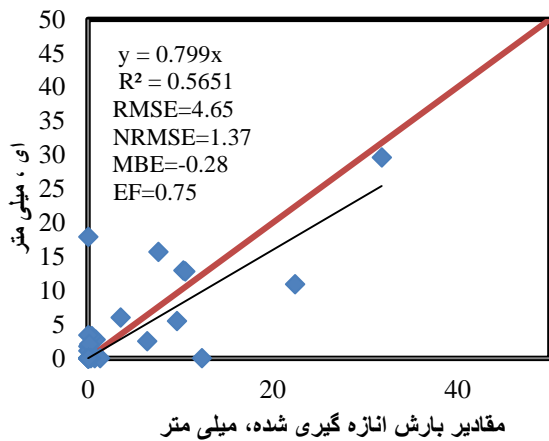 50
45
40
35
30
25
20
15
10
5
0
ای ، میلی متر
y = 0.799x
R² = 0.5651
RMSE=4.65
NRMSE=1.37
MBE=-0.28
EF=0.75
0 20 40
مقادیر بارش انازه گیری شده، میلی متر